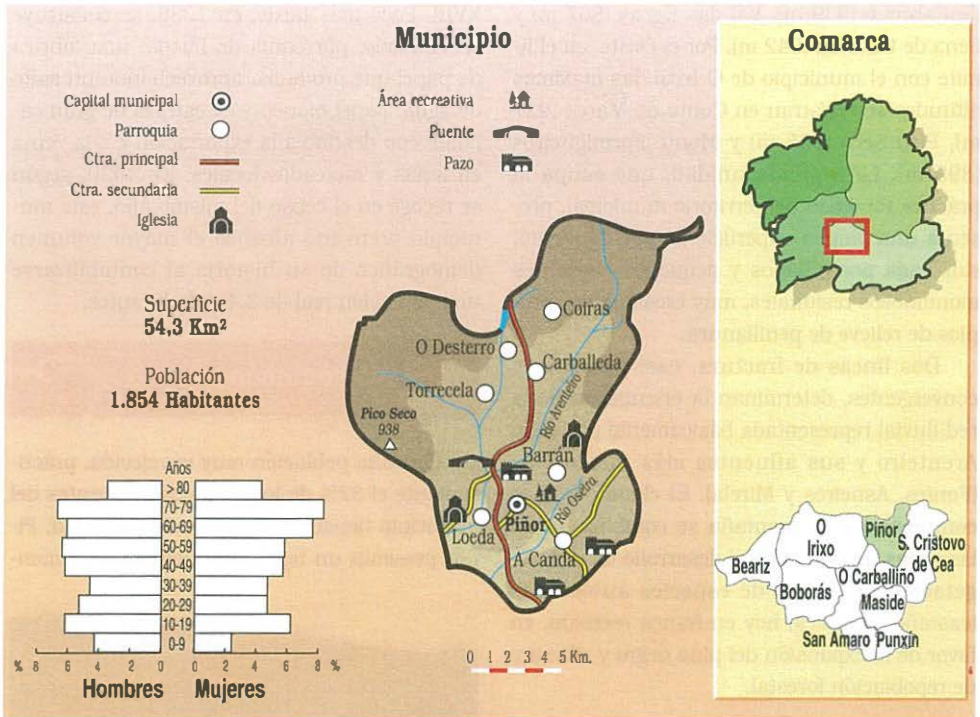 Municipio
Comarca
Capital municipal
Parroquia
Ctra. principal
Ctra. secundaria
Iglesia
Área recreativa
Puente
Pazo
Superficie
54,3 Km²
Población
1.854 Habitantes
Coiras
O Desterro
Carballeda
Torrecela
Río Arenteiro
Pico Seco
938
Barrán
Piñor
Río Oseira
Loeda
A Canda
Años
> 80
70-79
60-69
50-59
40-49
30-39
20-29
10-19
0-9
% 8 6 4 2 0 0 2 4 6 8 %
Hombres Mujeres
0 1 2 3 4 5 Km.
O Irixo
Piñor
S. Cristovo
de Cea
Beariz
Boborás
O Carballiño
Maside
San Amaro
Punxín